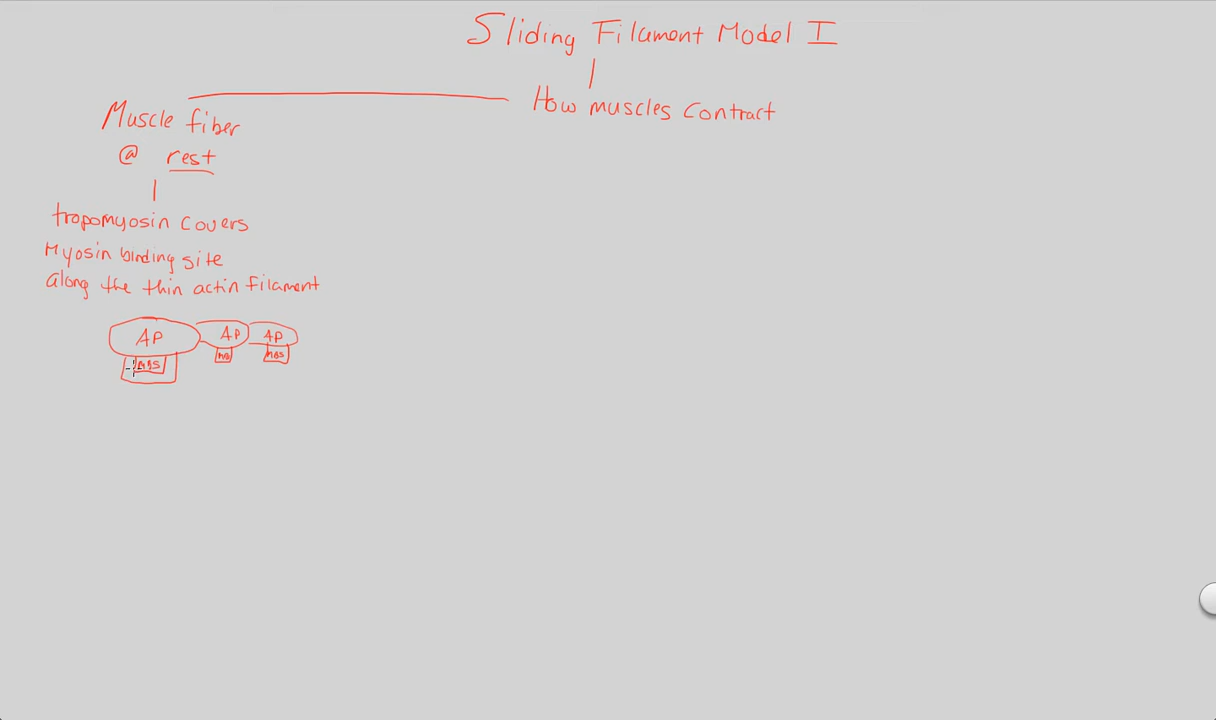 Sliding Filament Model I
How muscles contract
Muscle fiber
@ rest
tropomyosin covers
Myosin binding site
Along the thin actin filament
AP AP AP
MBS MB MBS